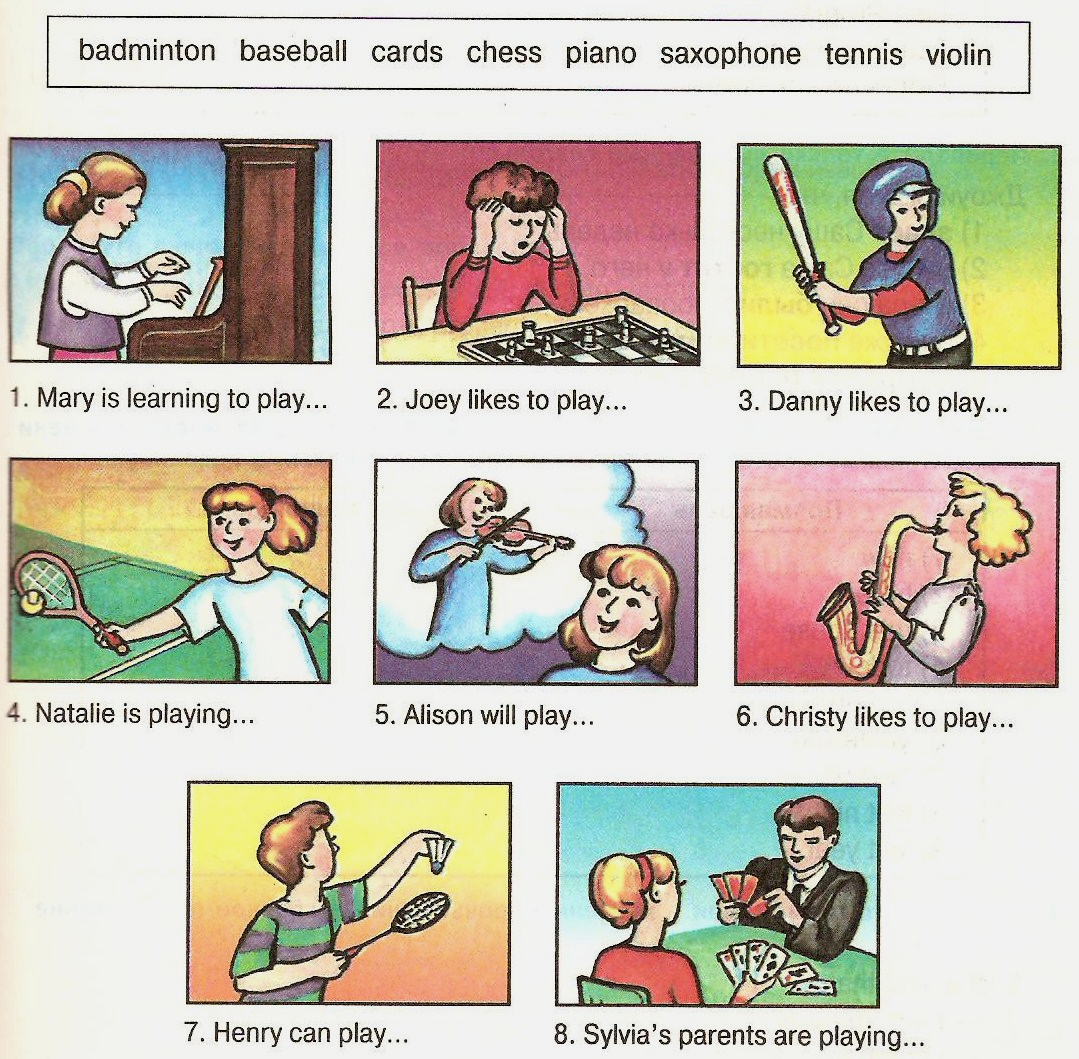 badminton baseball cards chess piano saxophone tennis violin
1. Mary is learning to play...
2. Joey likes to play...
3. Danny likes to play...
4. Natalie is playing...
5. Alison will play...
6. Christy likes to play...
7. Henry can play...
8. Sylvia's parents are playing...